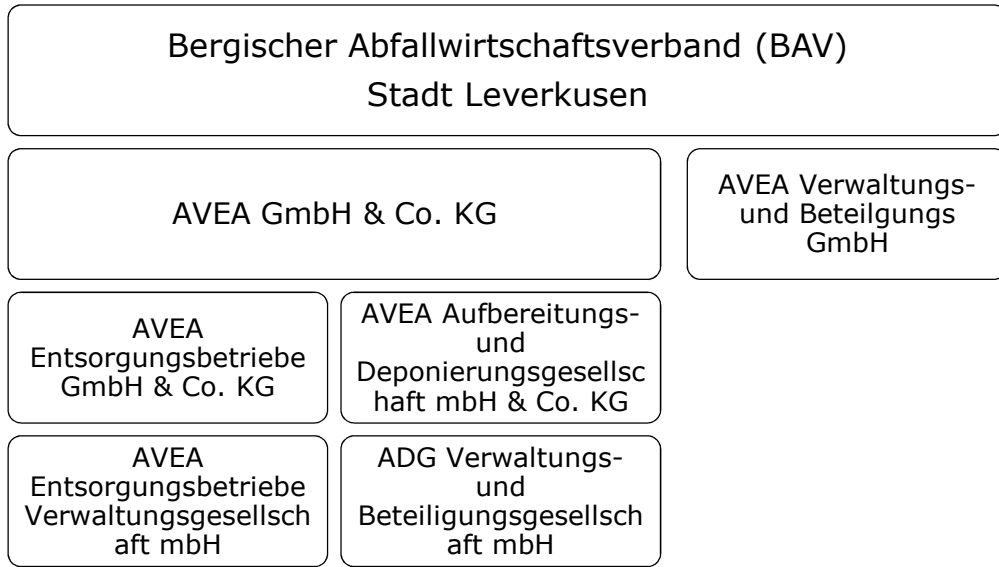 Bergischer Abfallwirtschaftsverband (BAV)
Stadt Leverkusen
AVEA GmbH & Co. KG
AVEA Verwaltungs-
und Beteilgungs
GmbH
AVEA
Entsorgungsbetriebe
GmbH & Co. KG
AVEA Aufbereitungs-
und
Deponierungsgesellsc
haft mbH & Co. KG
AVEA
Entsorgungsbetriebe
Verwaltungsgesellsch
aft mbH
ADG Verwaltungs-
und
Beteiligungsgesellsch
aft mbH